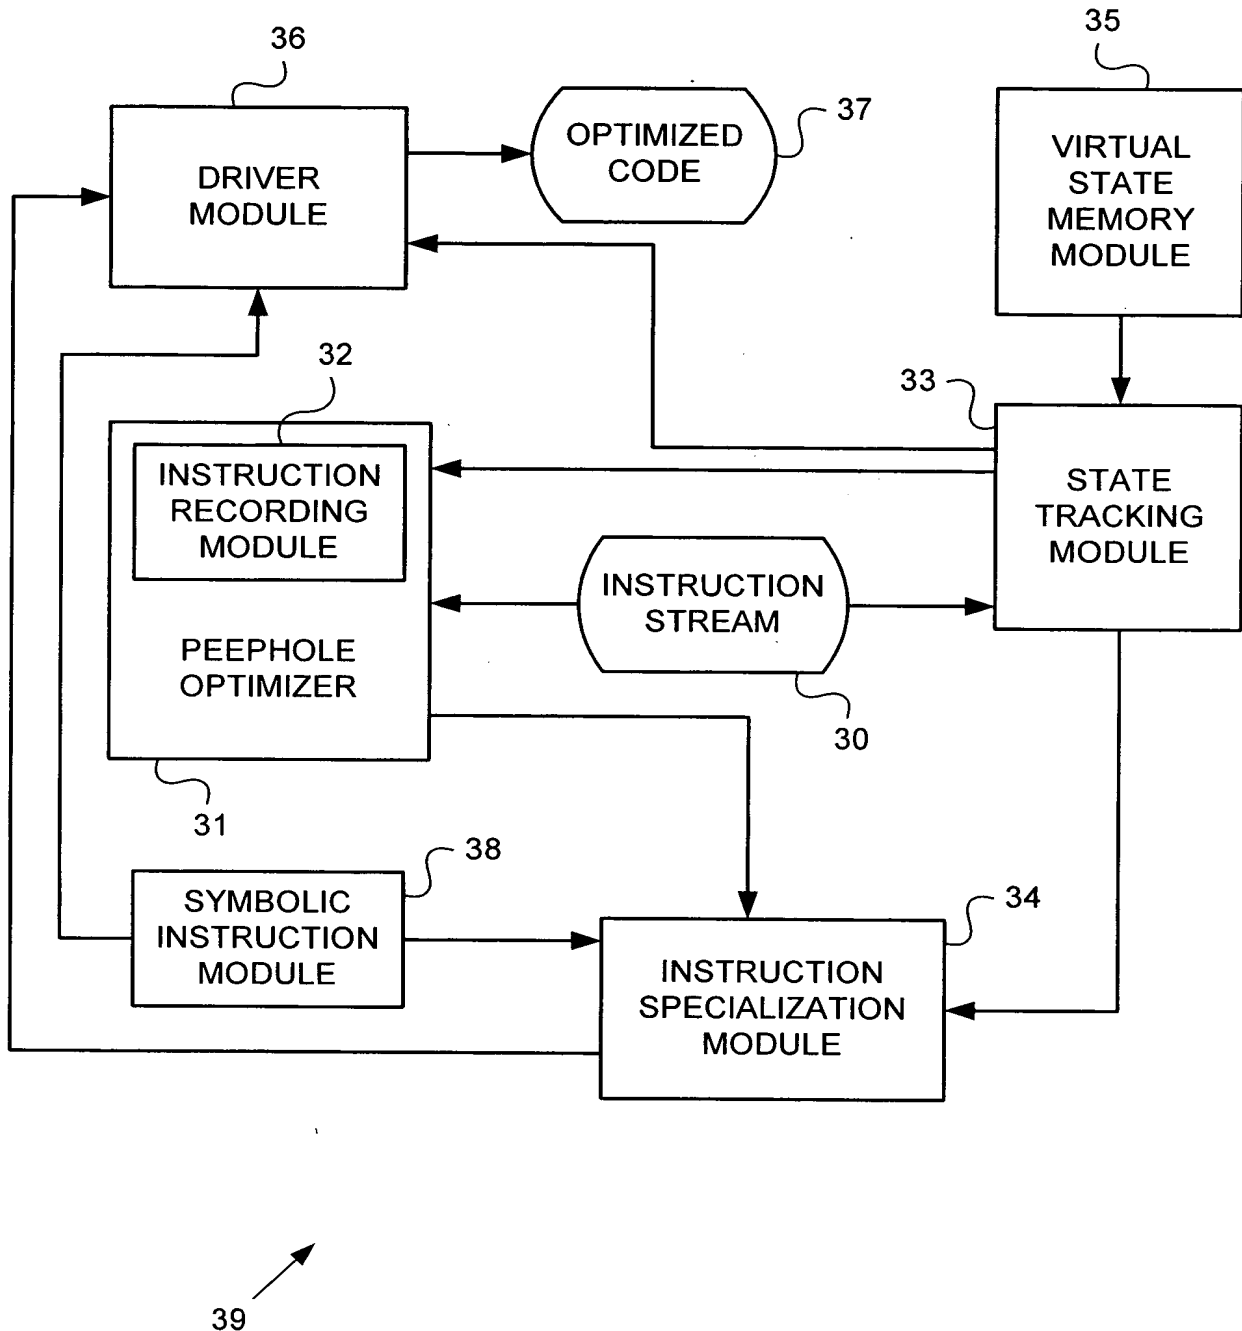 36
35
37
OPTIMIZED
CODE
DRIVER
MODULE
VIRTUAL
STATE
MEMORY
MODULE
32
33
INSTRUCTION
RECORDING
MODULE
STATE
TRACKING
MODULE
INSTRUCTION
STREAM
PEEPHOLE
OPTIMIZER
30
31
38
SYMBOLIC
INSTRUCTION
MODULE
34
INSTRUCTION
SPECIALIZATION
MODULE
39